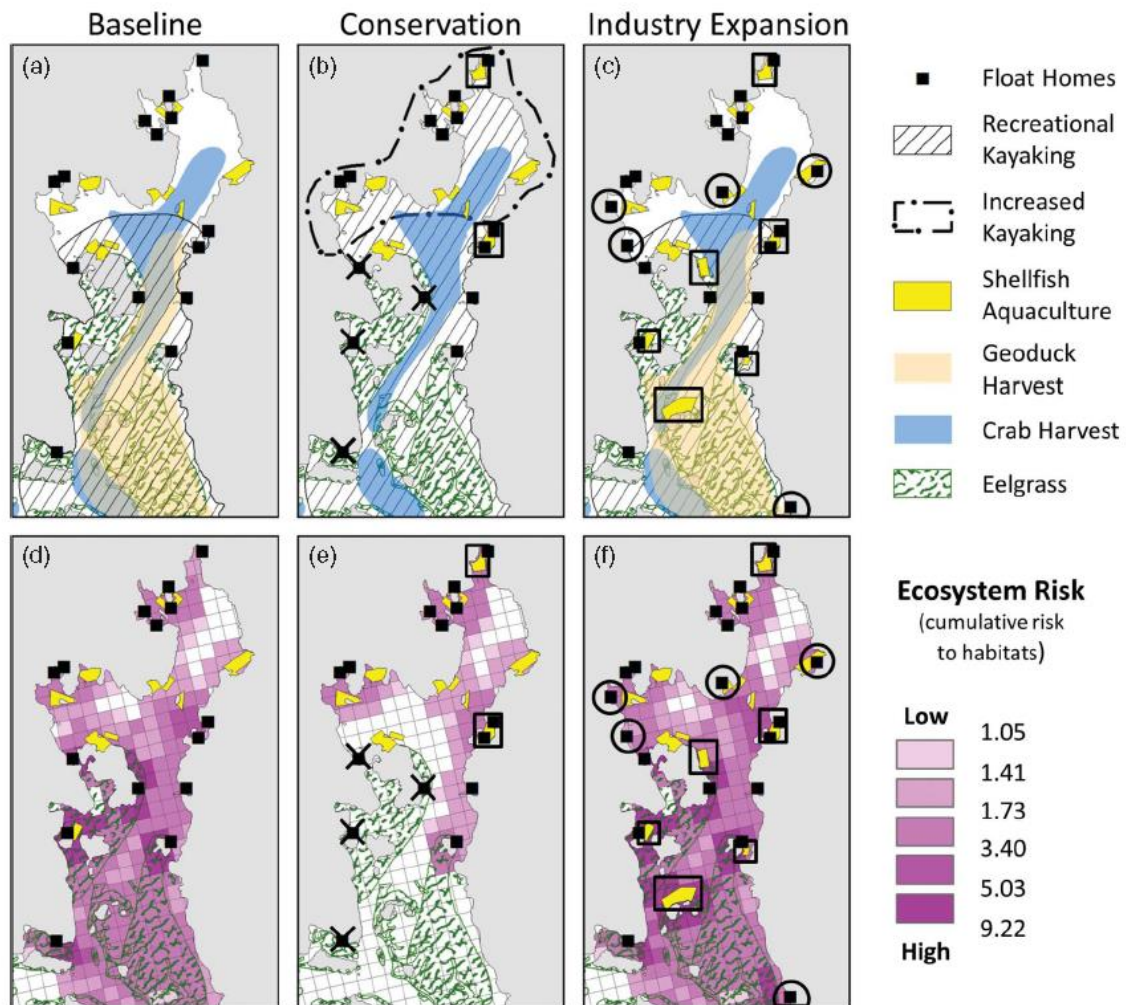 Baseline
Conservation
Industry Expansion
(a)
(b)
(c)
Float Homes
Recreational
Kayaking
Increased
Kayaking
Shellfish
Aquaculture
Geoduck
Harvest
Crab Harvest
Eelgrass
(d)
(e)
(f)
Ecosystem Risk
(cumulative risk
to habitats)
Low
1.05
1.41
1.73
3.40
5.03
9.22
High